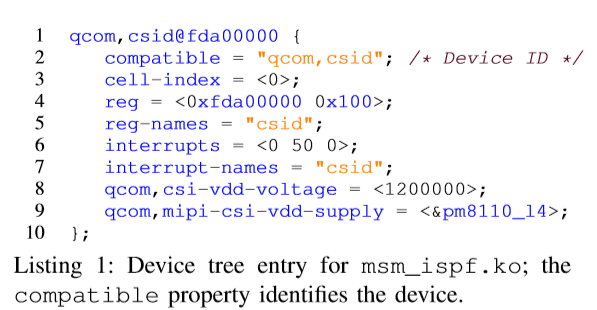 1 qcom,csid@fda00000 {
2 compatible = "qcom,csid"; /* Device ID */
3 cell-index = <0>;
4 reg = <0xfda00000 0x100>;
5 reg-names = "csid";
6 interrupts = <0 50 0>;
7 interrupt-names = "csid";
8 qcom,csi-vdd-voltage = <1200000>;
9 qcom,mipi-csi-vdd-supply = <&pm8110_l4>;
10 };
Listing 1: Device tree entry for msm_ispf.ko; the
compatible property identifies the device.